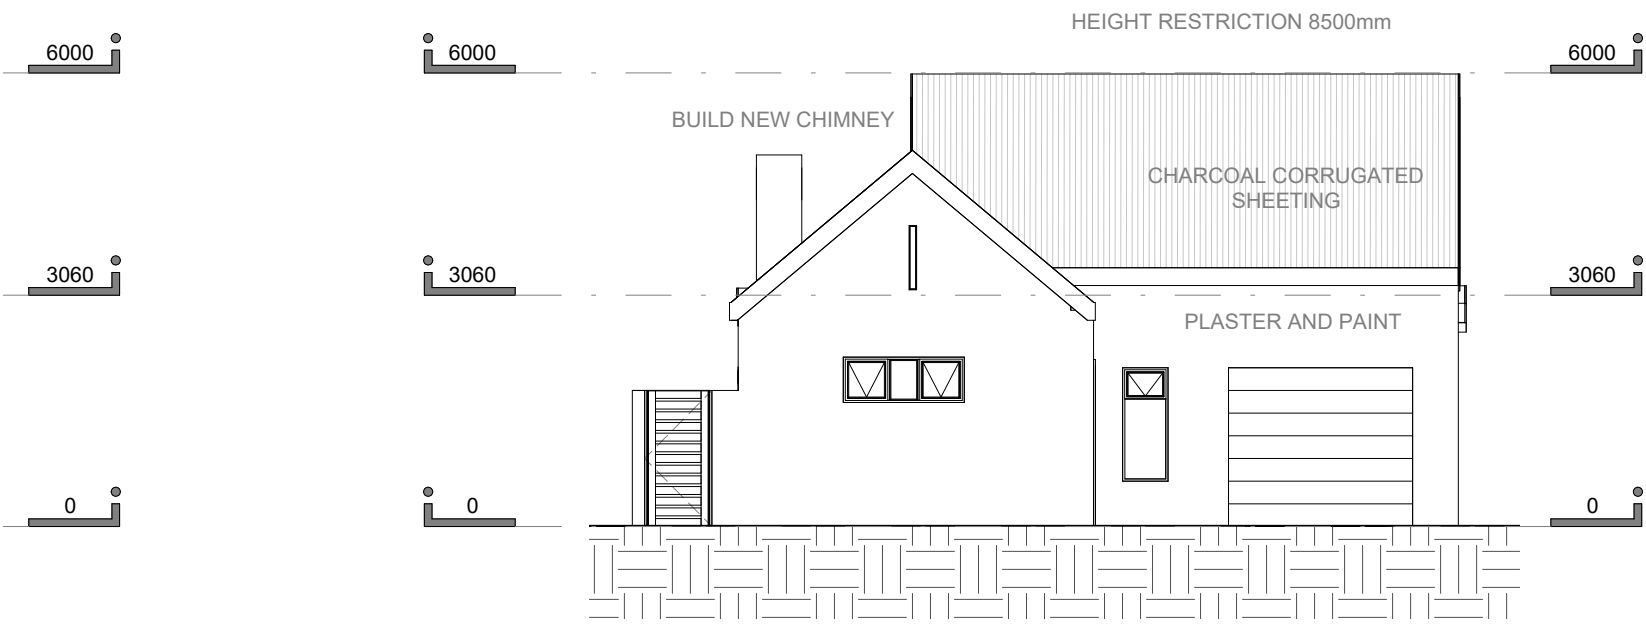 HEIGHT RESTRICTION 8500mm
6000
6000
6000
BUILD NEW CHIMNEY
CHARCOAL CORRUGATED
SHEETING
3060
3060
3060
PLASTER AND PAINT
0
0
0